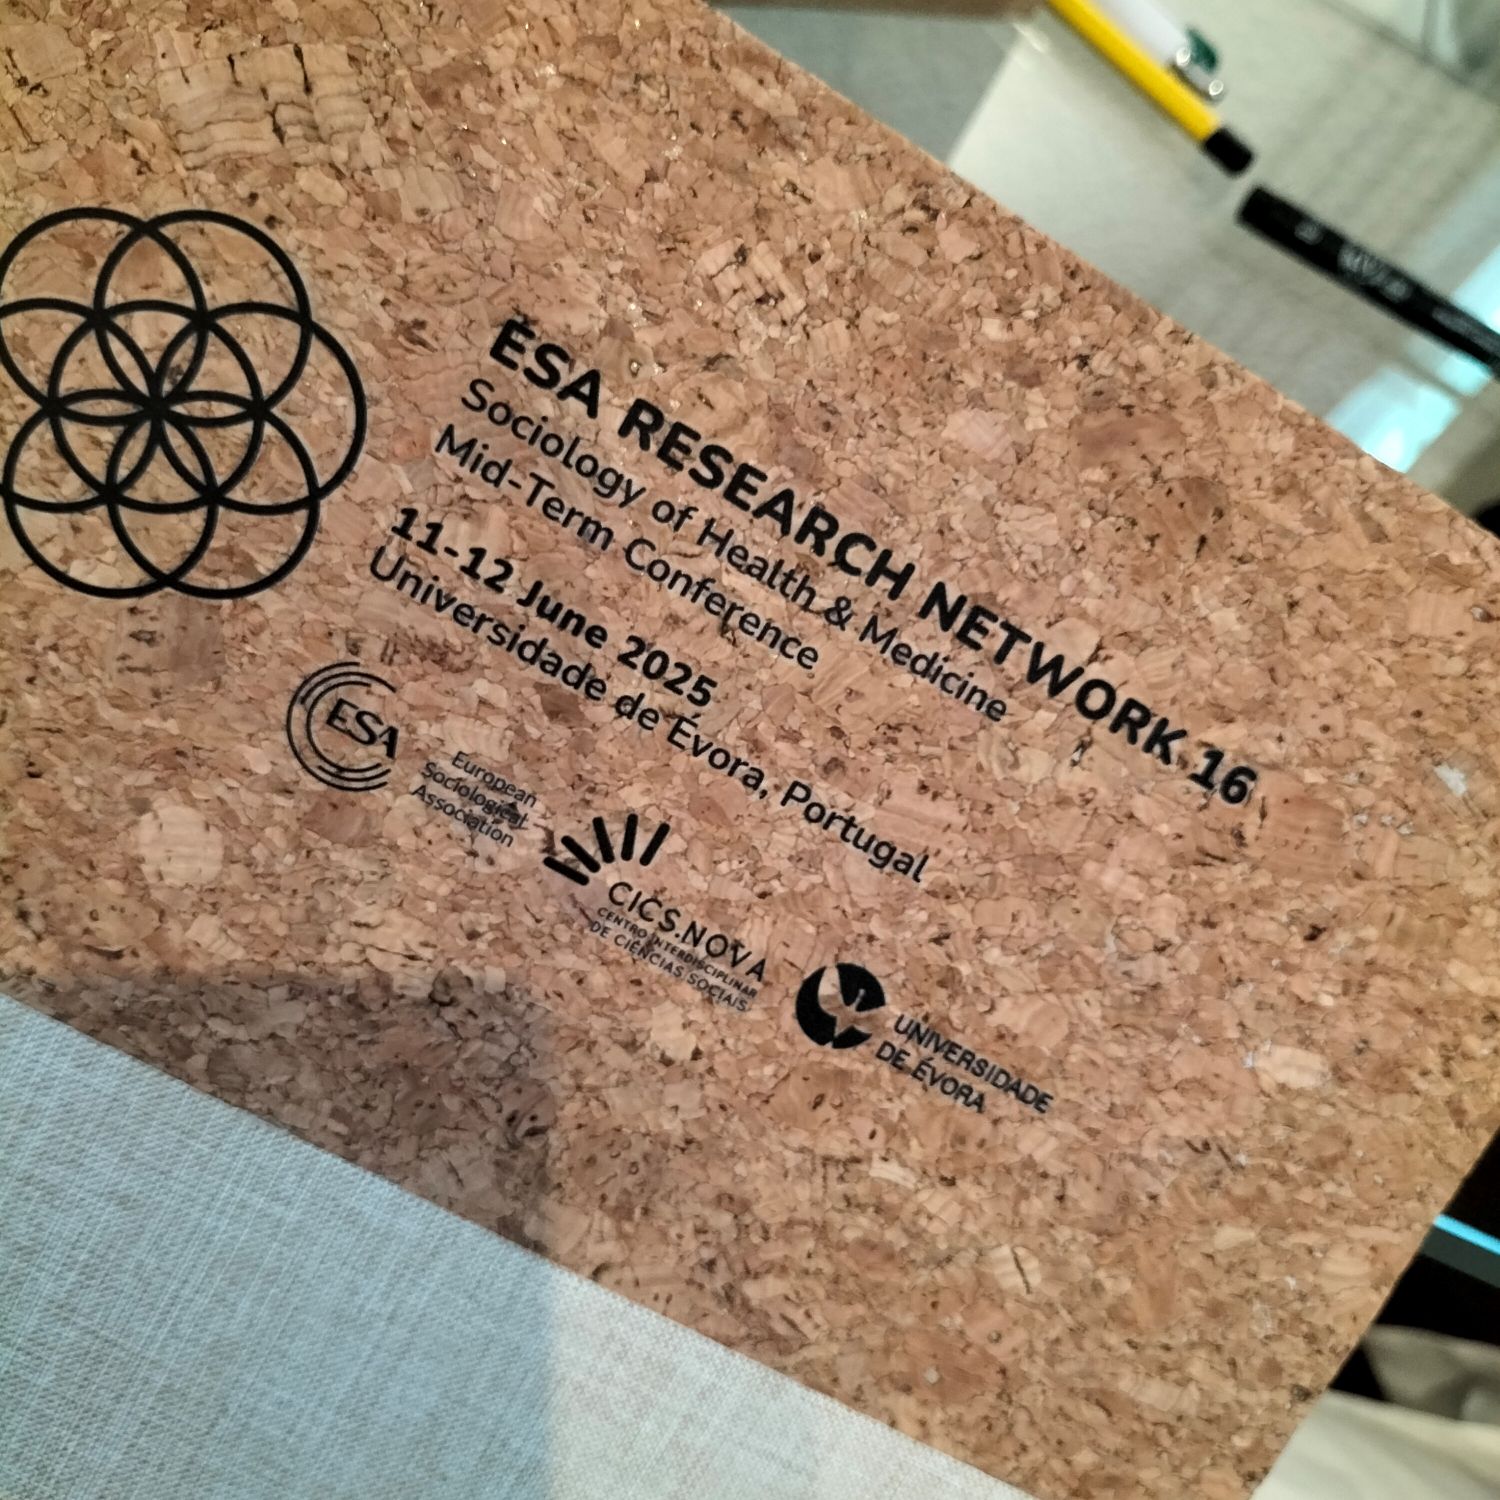 ESA RESEARCH NETWORK 16
Sociology of Health & Medicine
Mid-Term Conference
11-12 June 2025
Universidade de Évora, Portugal
ESA
European
Sociological
Association
CICS.NOVA
CENTRO INTERDISCIPLINAR
DE CIÊNCIAS SOCIAIS
UNIVERSIDADE
DE ÉVORA